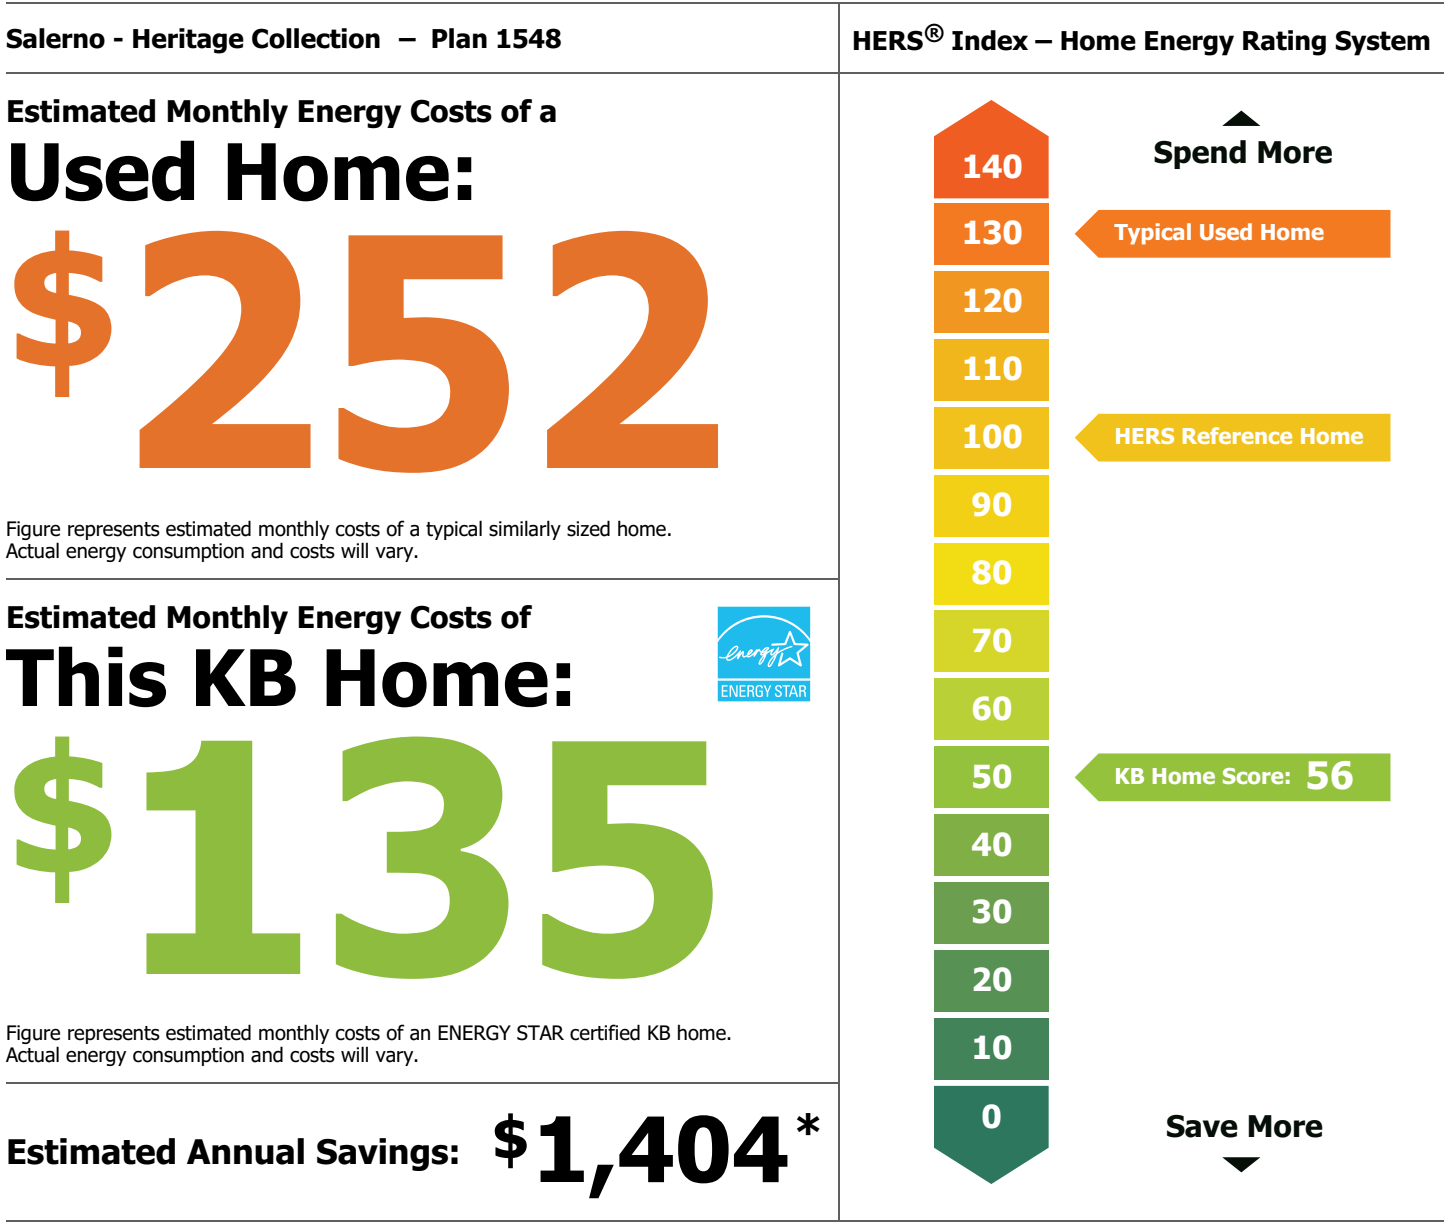 Salerno - Heritage Collection – Plan 1548
Estimated Monthly Energy Costs of a
Used Home:
$252
Figure represents estimated monthly costs of a typical similarly sized home.
Actual energy consumption and costs will vary.
Estimated Monthly Energy Costs of
This KB Home:
energy
ENERGY STAR
$135
Figure represents estimated monthly costs of an ENERGY STAR certified KB home.
Actual energy consumption and costs will vary.
Estimated Annual Savings: $1,404*
HERS® Index – Home Energy Rating System
Spend More
140
130 Typical Used Home
120
110
100 HERS Reference Home
90
80
70
60
50 KB Home Score: 56
40
30
20
10
0
Save More